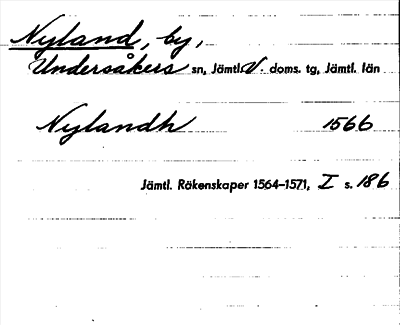 Nyland, by,
Undersåkers sn, Jämtl. V. doms. tg, Jämtl. län
Nylandh 1566
Jämtl. Räkenskaper 1564–1571, I s. 186